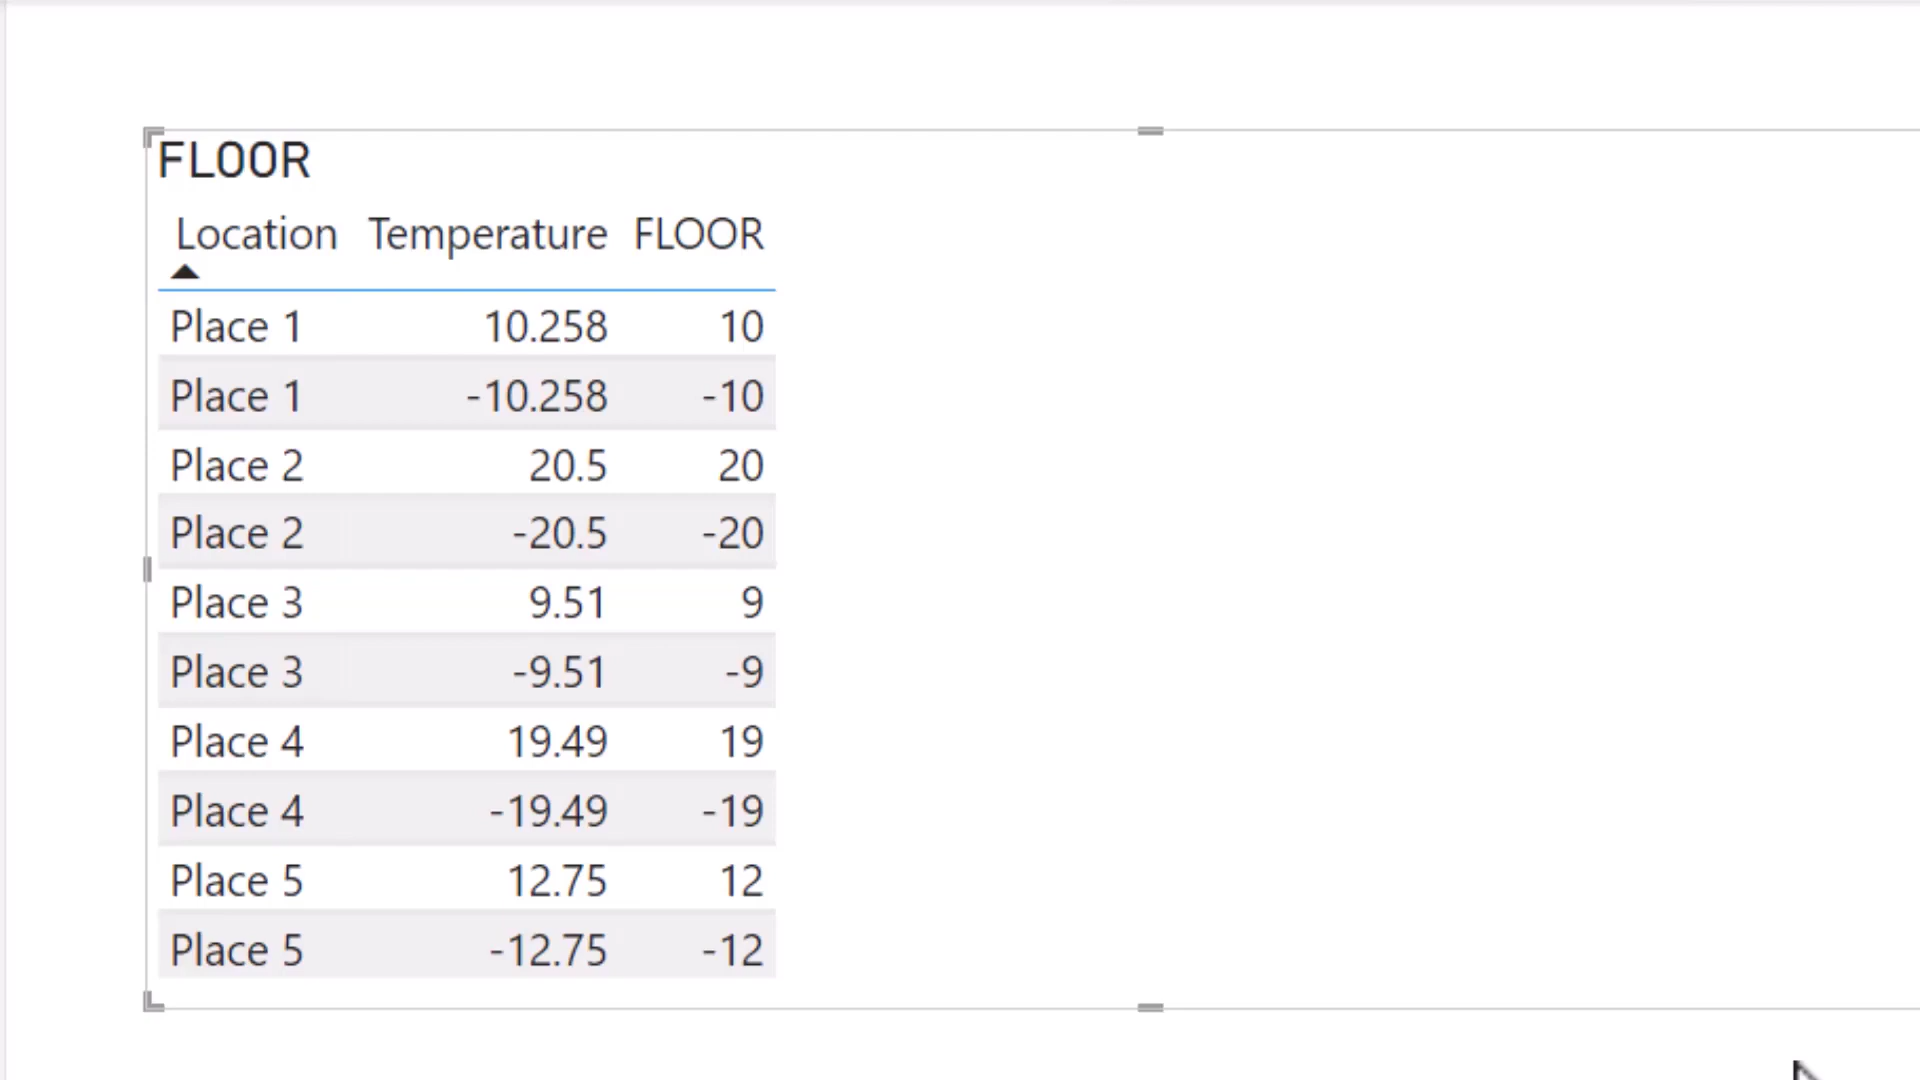 FLOOR
Location Temperature FLOOR
Place 1 10.258 10
Place 1 -10.258 -10
Place 2 20.5 20
Place 2 -20.5 -20
Place 3 9.51 9
Place 3 -9.51 -9
Place 4 19.49 19
Place 4 -19.49 -19
Place 5 12.75 12
Place 5 -12.75 -12